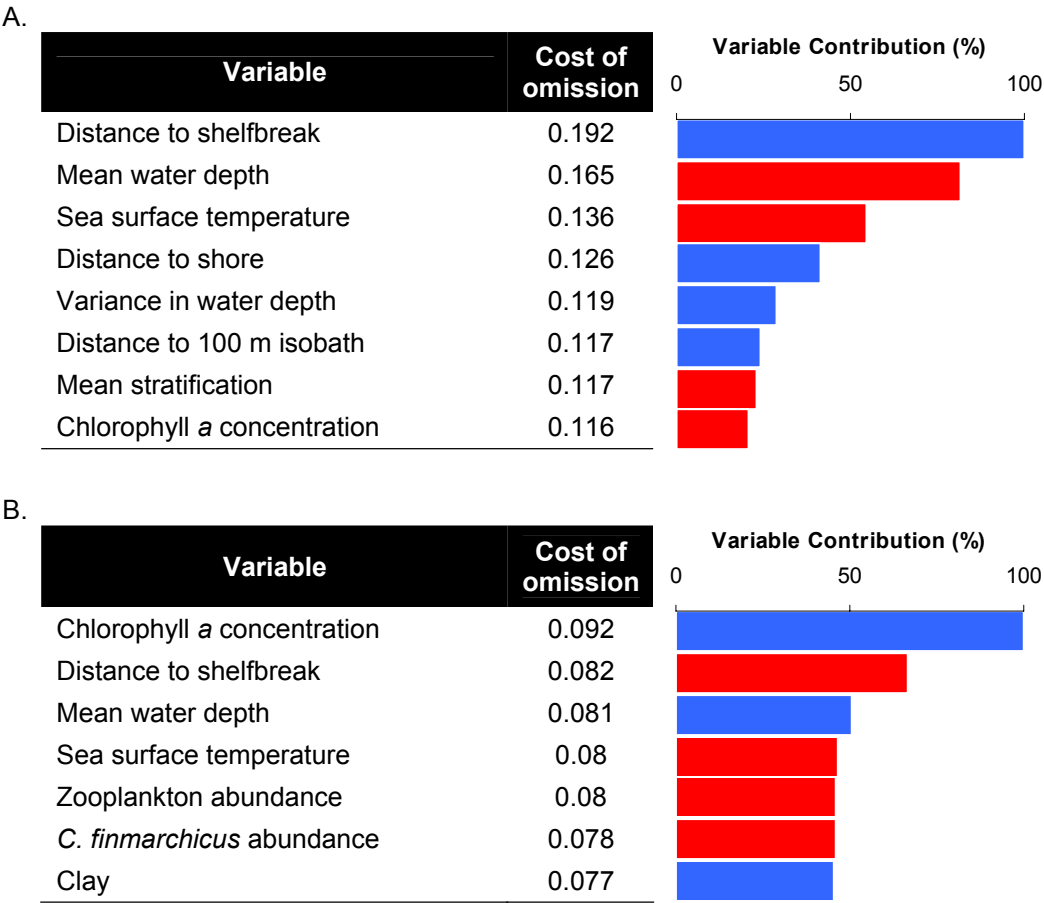 A.
Variable Cost of omission Variable Contribution (%)
0 50 100
Distance to shelfbreak 0.192
Mean water depth 0.165
Sea surface temperature 0.136
Distance to shore 0.126
Variance in water depth 0.119
Distance to 100 m isobath 0.117
Mean stratification 0.117
Chlorophyll a concentration 0.116
B.
Variable Cost of omission Variable Contribution (%)
0 50 100
Chlorophyll a concentration 0.092
Distance to shelfbreak 0.082
Mean water depth 0.081
Sea surface temperature 0.08
Zooplankton abundance 0.08
C. finmarchicus abundance 0.078
Clay 0.077